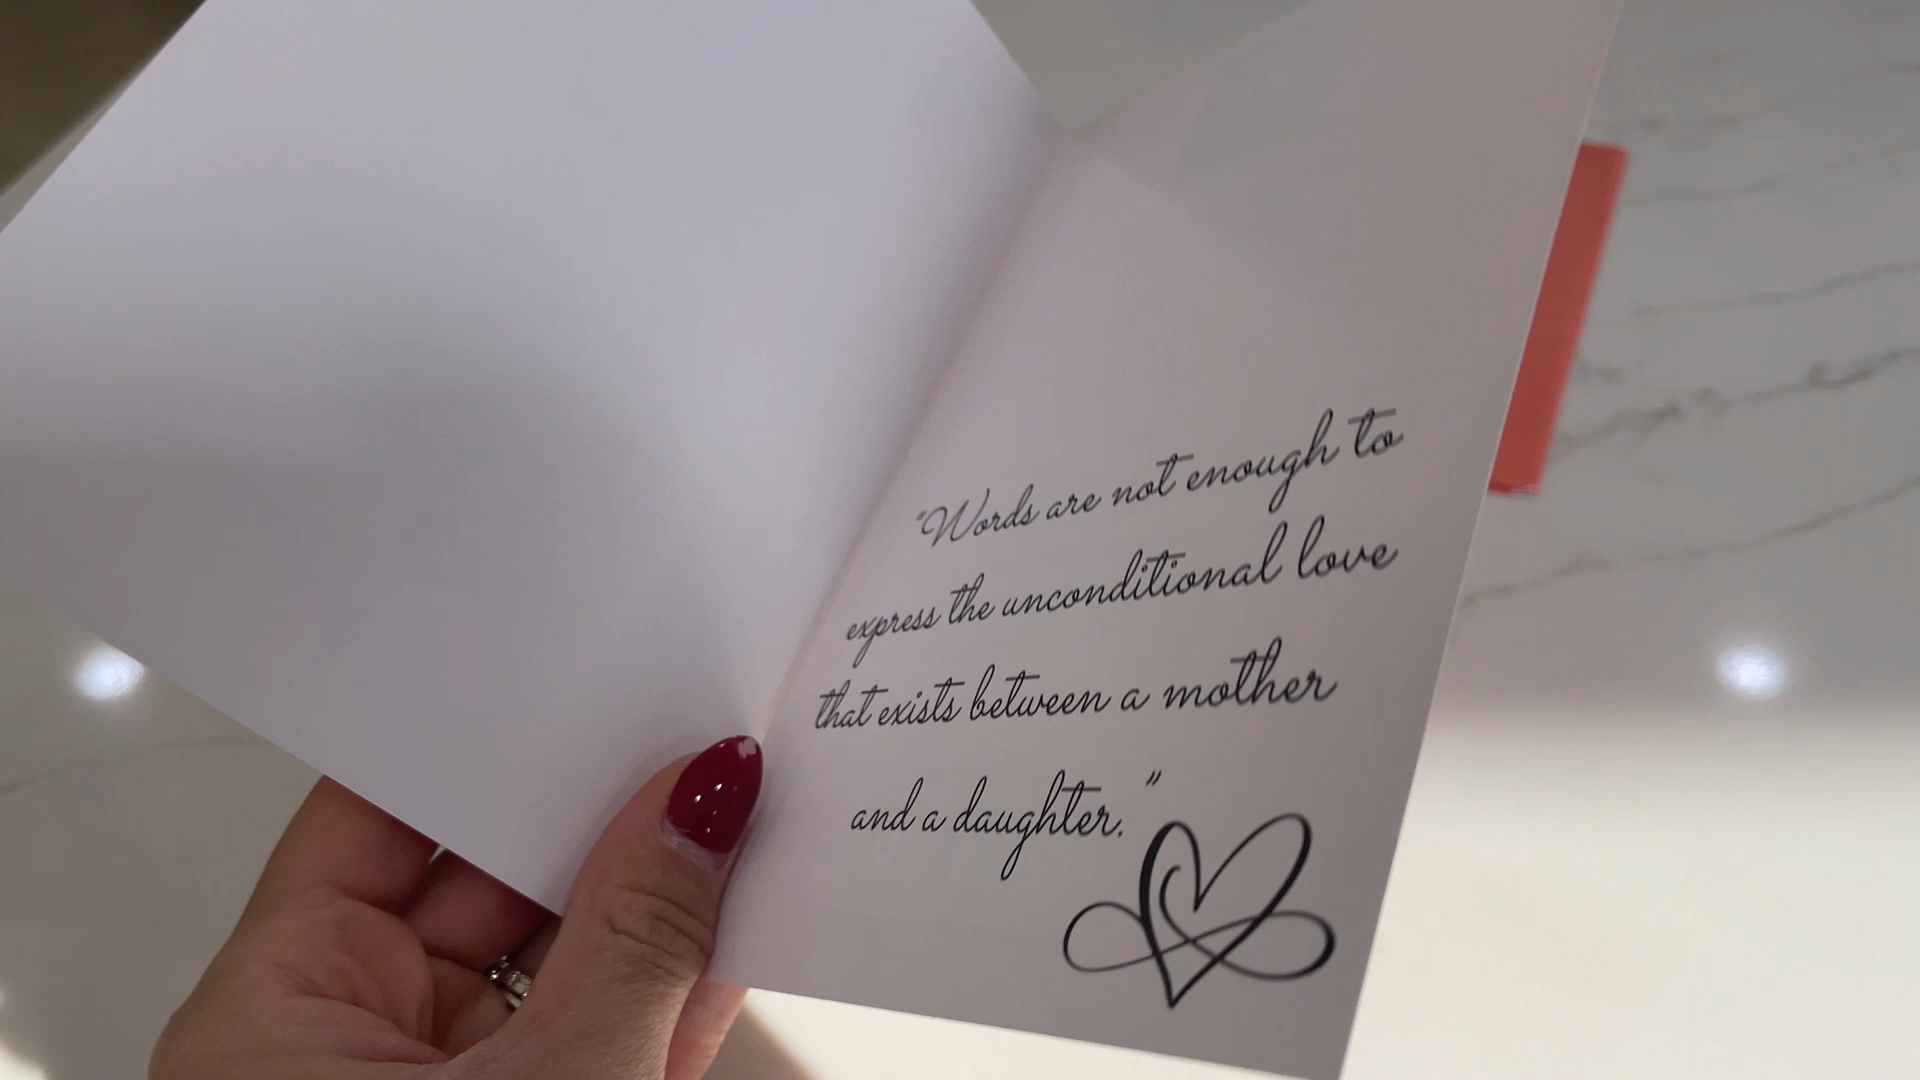 "Words are not enough to
express the unconditional love
that exists between a mother
and a daughter."